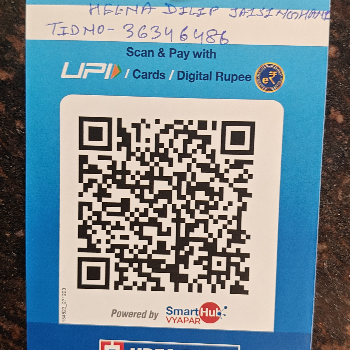 HEENA DILIP JAISINGHANI
TIDNO- 36346486
Scan & Pay with
UPI / Cards / Digital Rupee
Powered by SmartHub
VYAPAR